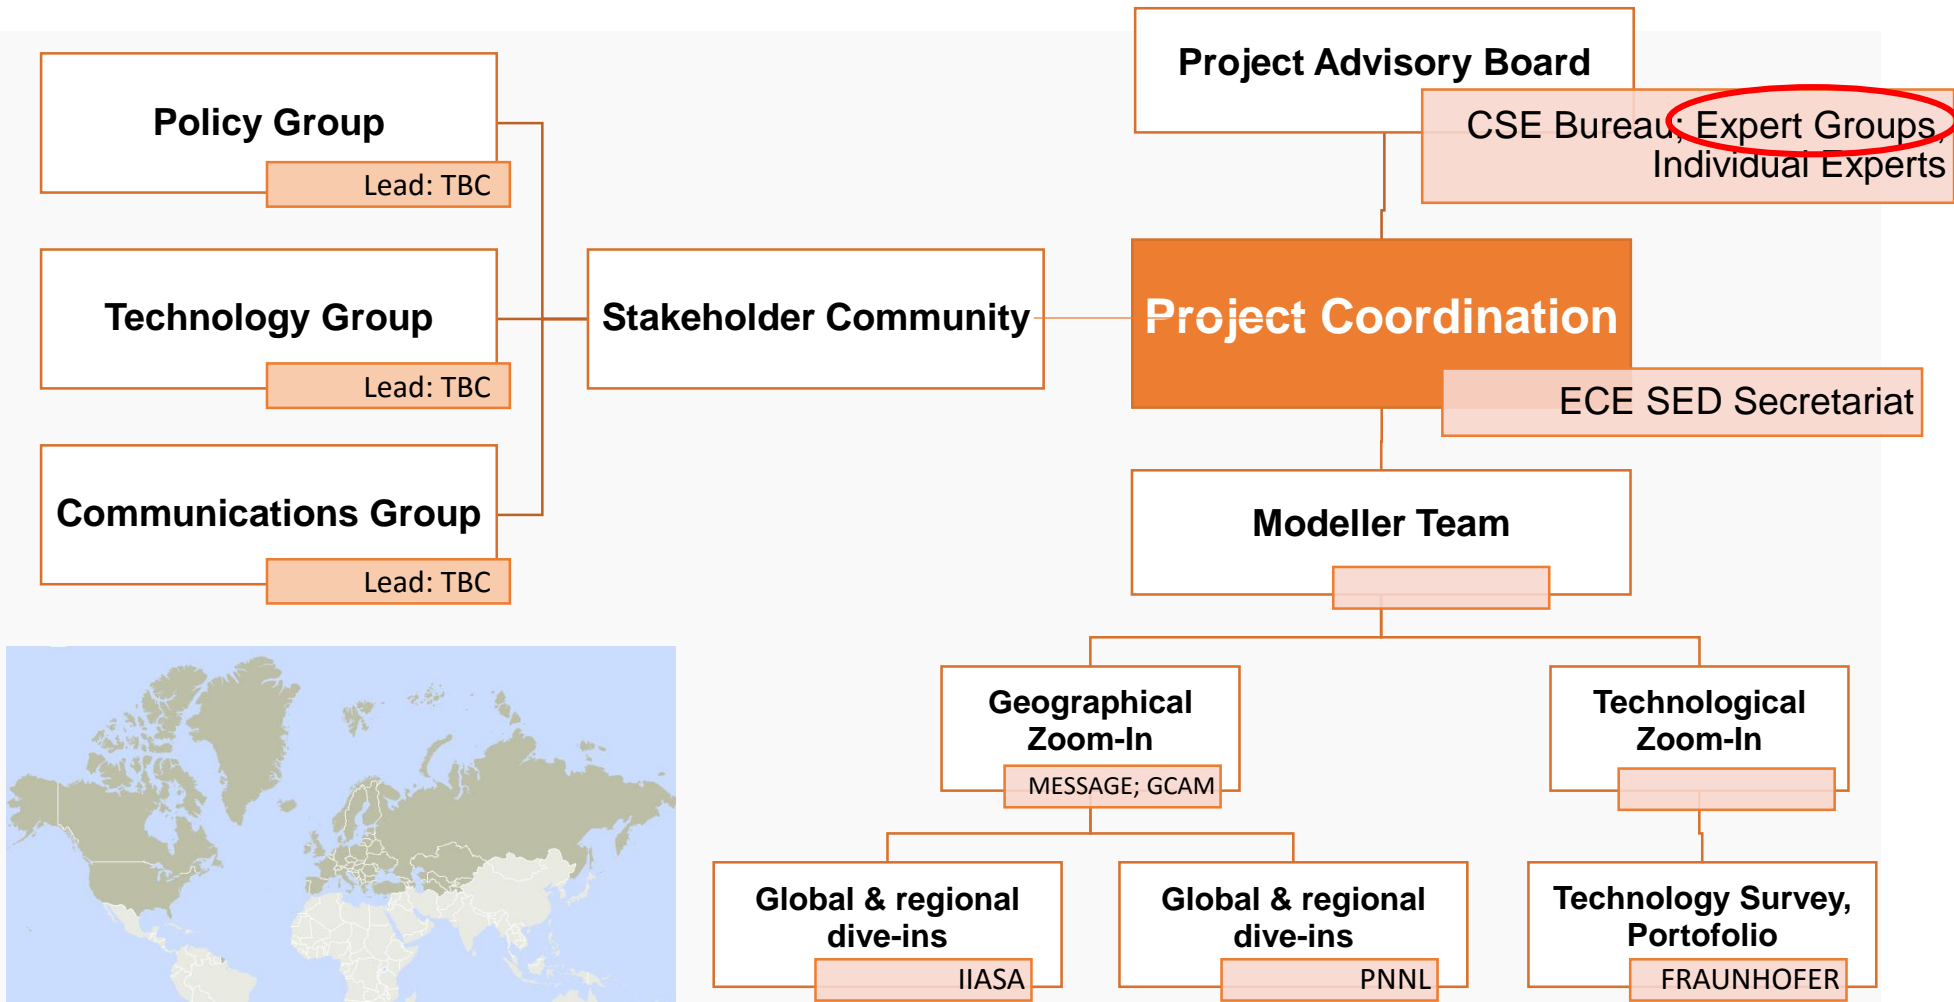 Project Advisory Board
CSE Bureau; Expert Groups,
Individual Experts
Policy Group
Lead: TBC
Technology Group
Lead: TBC
Communications Group
Lead: TBC
Stakeholder Community
Project Coordination
ECE SED Secretariat
Modeller Team
Geographical
Zoom-In
MESSAGE; GCAM
Technological
Zoom-In
Global & regional
dive-ins
IIASA
Global & regional
dive-ins
PNNL
Technology Survey,
Portofolio
FRAUNHOFER